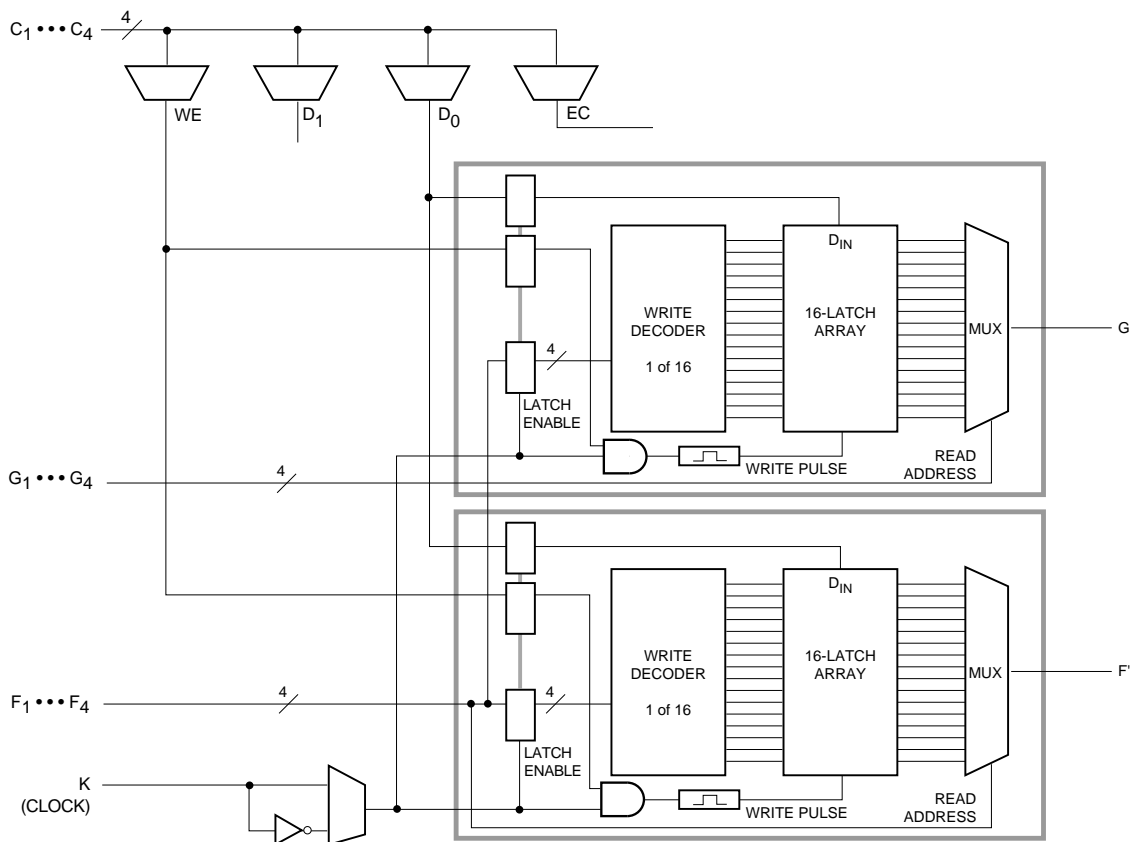 C1 ••• C4
4
WE
D1
D0
EC
DIN
WRITE
DECODER
1 of 16
16-LATCH
ARRAY
MUX
G
4
LATCH
ENABLE
WRITE PULSE
READ
ADDRESS
G1 ••• G4
4
DIN
WRITE
DECODER
1 of 16
16-LATCH
ARRAY
MUX
F'
F1 ••• F4
4
4
LATCH
ENABLE
K
(CLOCK)
WRITE PULSE
READ
ADDRESS